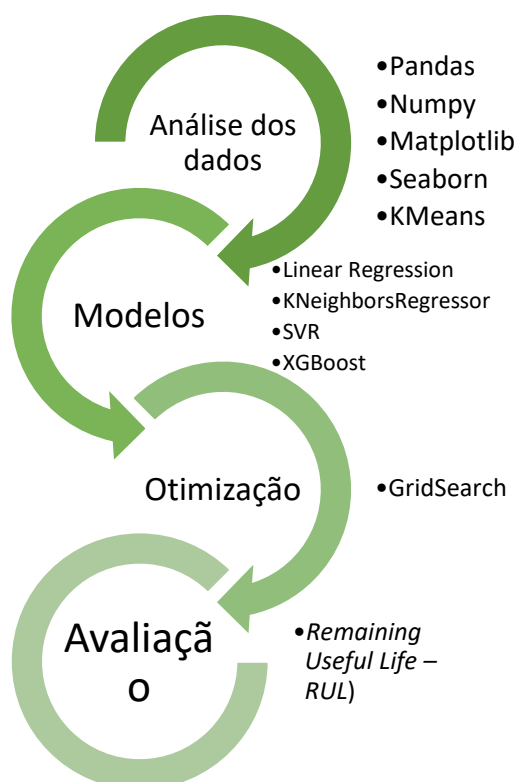 Análise dos
dados
•Pandas
•Numpy
•Matplotlib
•Seaborn
•KMeans
Modelos
•Linear Regression
•KNeighborsRegressor
•SVR
•XGBoost
Otimização
•GridSearch
Avaliaçã
o
•Remaining
Useful Life –
RUL)